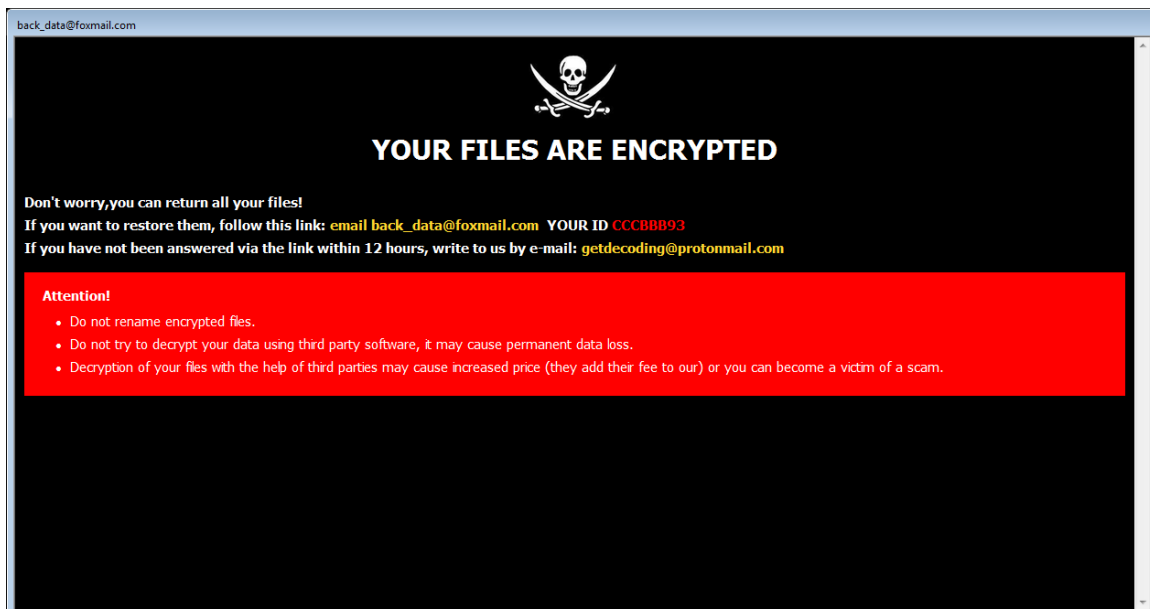 back_data@foxmail.com
YOUR FILES ARE ENCRYPTED
Don't worry,you can return all your files!
If you want to restore them, follow this link: email back_data@foxmail.com YOUR ID CCCBBB93
If you have not been answered via the link within 12 hours, write to us by e-mail: getdecoding@protonmail.com
Attention!
• Do not rename encrypted files.
• Do not try to decrypt your data using third party software, it may cause permanent data loss.
• Decryption of your files with the help of third parties may cause increased price (they add their fee to our) or you can become a victim of a scam.